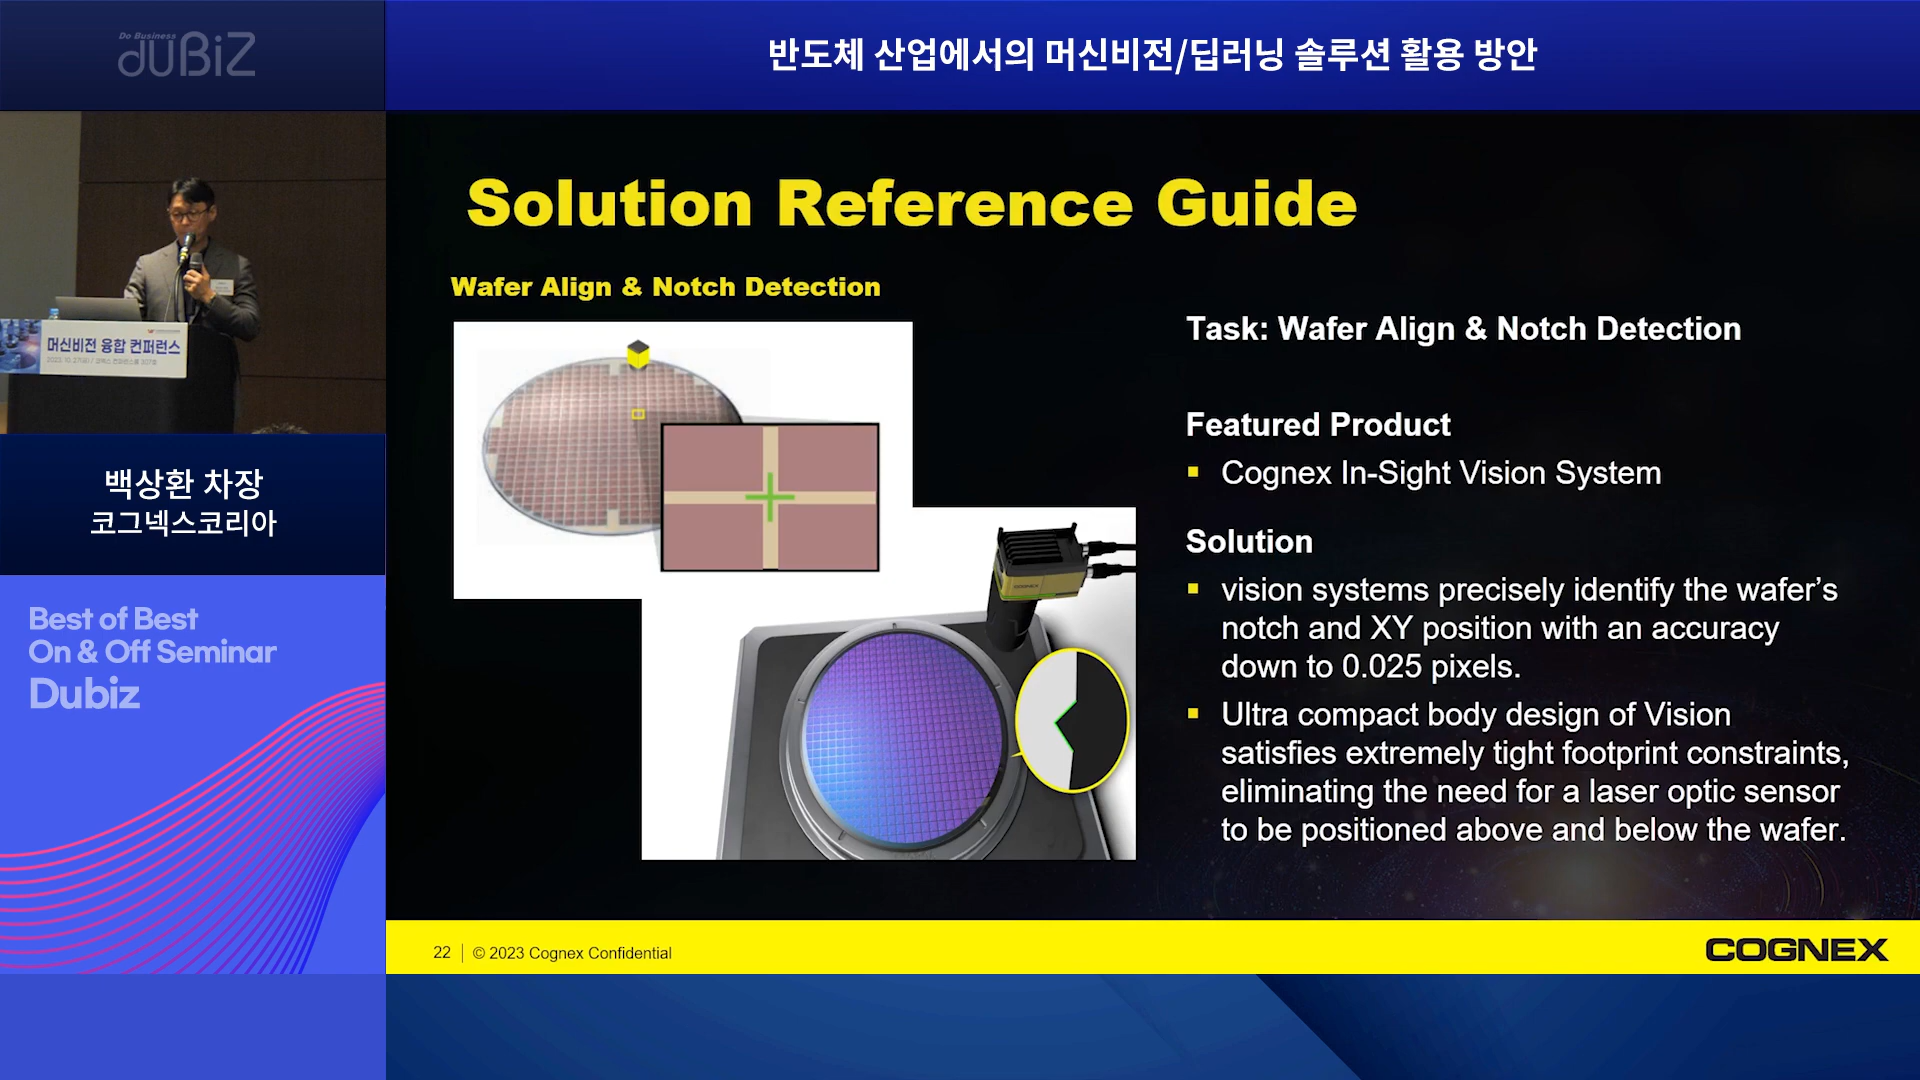 Do Business
duBiZ
반도체 산업에서의 머신비전/딥러닝 솔루션 활용 방안
머신비전 융합 컨퍼런스
백상환 차장
코그넥스코리아
Best of Best
On & Off Seminar
Dubiz
Solution Reference Guide
Wafer Align & Notch Detection
COGNEX
Task: Wafer Align & Notch Detection
Featured Product
▪ Cognex In-Sight Vision System
Solution
▪ vision systems precisely identify the wafer’s
notch and XY position with an accuracy
down to 0.025 pixels.
▪ Ultra compact body design of Vision
satisfies extremely tight footprint constraints,
eliminating the need for a laser optic sensor
to be positioned above and below the wafer.
22 | © 2023 Cognex Confidential
COGNEX